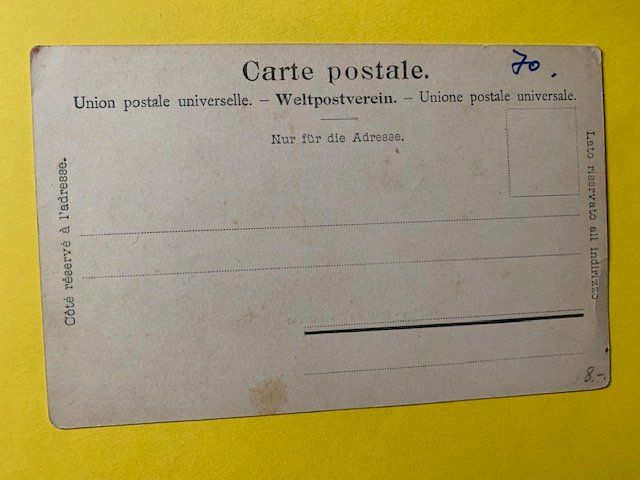 70.
Carte postale.
Union postale universelle. – Weltpostverein. – Unione postale universale.
Nur für die Adresse.
Côté réservé à l'adresse.
Lato riservato all indirizzo
8.-.